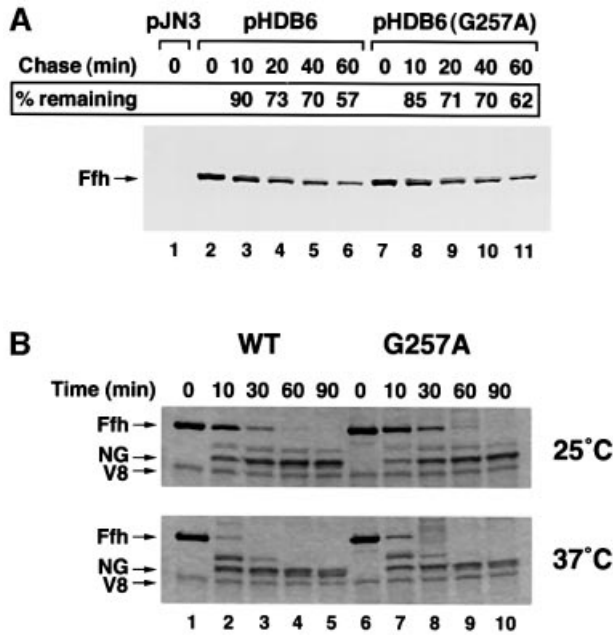 A
pJN3 pHDB6 pHDB6(G257A)
Chase (min) 0 0 10 20 40 60 0 10 20 40 60
% remaining 90 73 70 57 85 71 70 62
Ffh
1 2 3 4 5 6 7 8 9 10 11
B
WT G257A
Time (min) 0 10 30 60 90 0 10 30 60 90
Ffh
NG
V8
25°C
Ffh
NG
V8
37°C
1 2 3 4 5 6 7 8 9 10